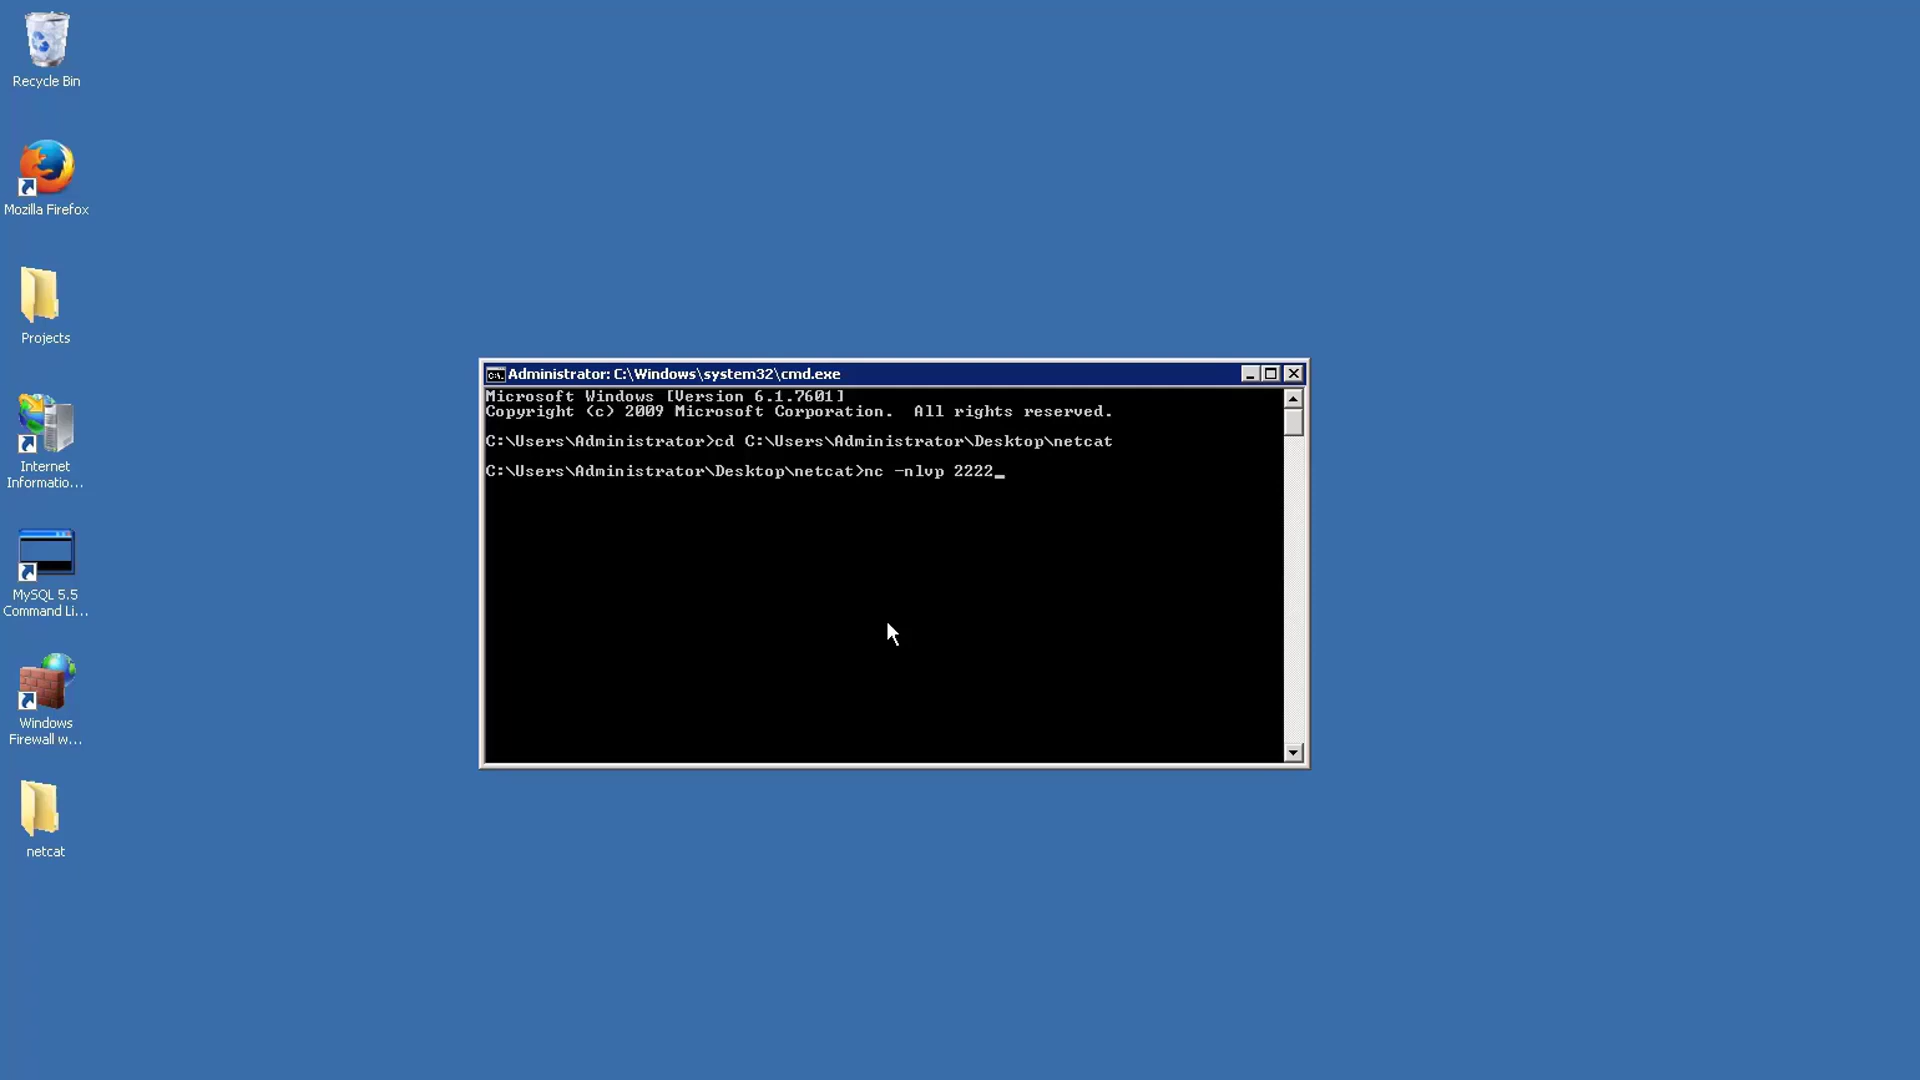 Recycle Bin
Mozilla Firefox
Projects
Internet
Informatio...
MySQL 5.5
Command Li...
Windows
Firewall w...
netcat
Administrator: C:\Windows\system32\cmd.exe
Microsoft Windows [Version 6.1.7601]
Copyright (c) 2009 Microsoft Corporation.  All rights reserved.
C:\Users\Administrator>cd C:\Users\Administrator\Desktop\netcat
C:\Users\Administrator\Desktop\netcat>nc -nlvp 2222_